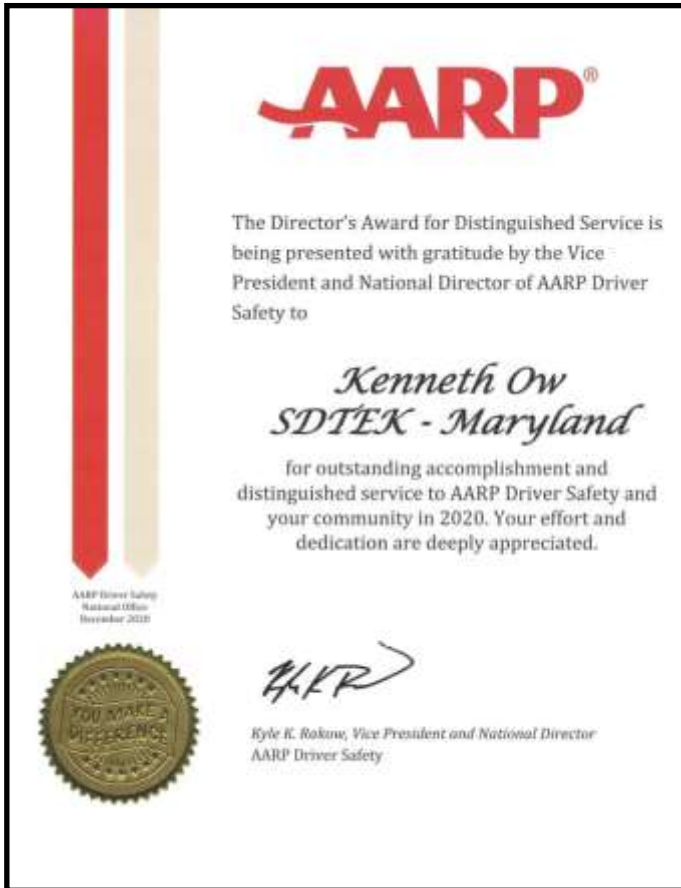 AARP®
The Director's Award for Distinguished Service is
being presented with gratitude by the Vice
President and National Director of AARP Driver
Safety to
Kenneth Ow
SDTEK - Maryland
for outstanding accomplishment and
distinguished service to AARP Driver Safety and
your community in 2020. Your effort and
dedication are deeply appreciated.
AARP Driver Safety
National Office
December 2020
YOU MAKE A
DIFFERENCE
Kyle K. Rakow, Vice President and National Director
AARP Driver Safety